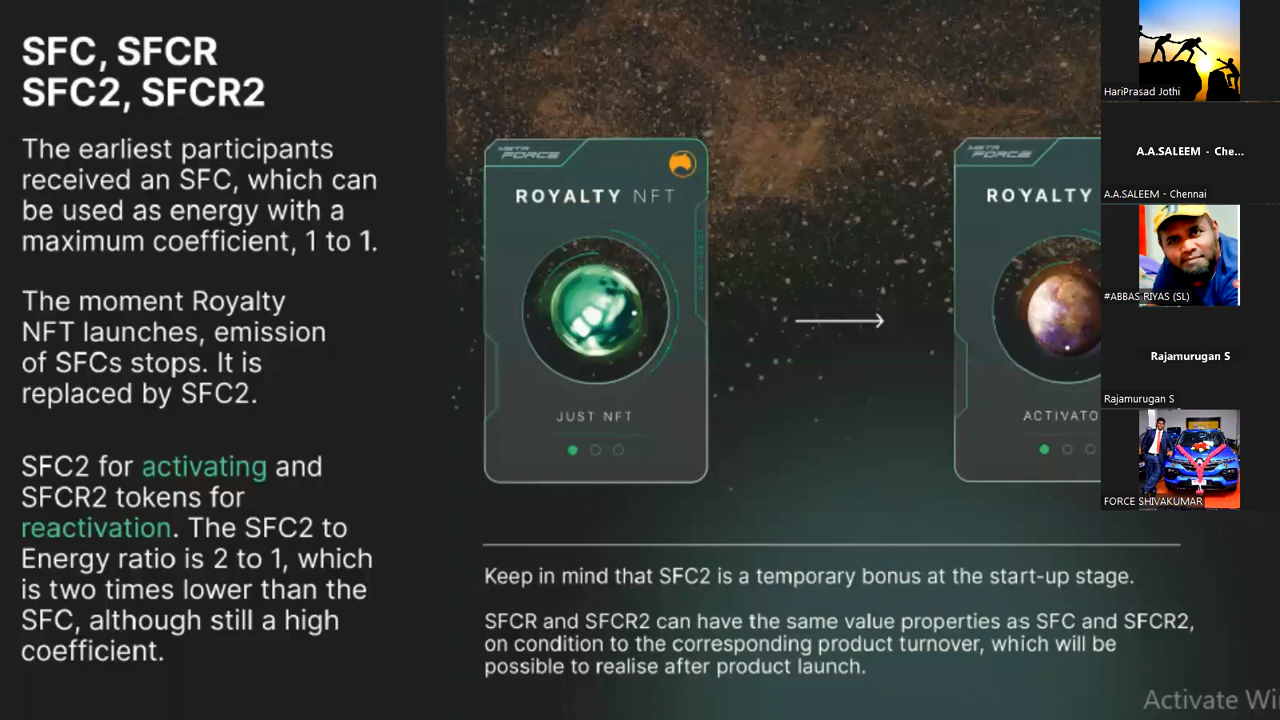 SFC, SFCR
SFC2, SFCR2
The earliest participants
received an SFC, which can
be used as energy with a
maximum coefficient, 1 to 1.
The moment Royalty
NFT launches, emission
of SFCs stops. It is
replaced by SFC2.
SFC2 for activating and
SFCR2 tokens for
reactivation. The SFC2 to
Energy ratio is 2 to 1, which
is two times lower than the
SFC, although still a high
coefficient.
META
FORCE
ROYALTY NFT
JUST NFT
META
FORCE
ROYALTY
ACTIVATO
Keep in mind that SFC2 is a temporary bonus at the start-up stage.
SFCR and SFCR2 can have the same value properties as SFC and SFCR2,
on condition to the corresponding product turnover, which will be
possible to realise after product launch.
HariPrasad Jothi
A.A.SALEEM - Che...
A.A.SALEEM - Chennai
#ABBAS RIYAS (SL)
Rajamurugan S
Rajamurugan S
FORCE SHIVAKUMAR
Activate Wi